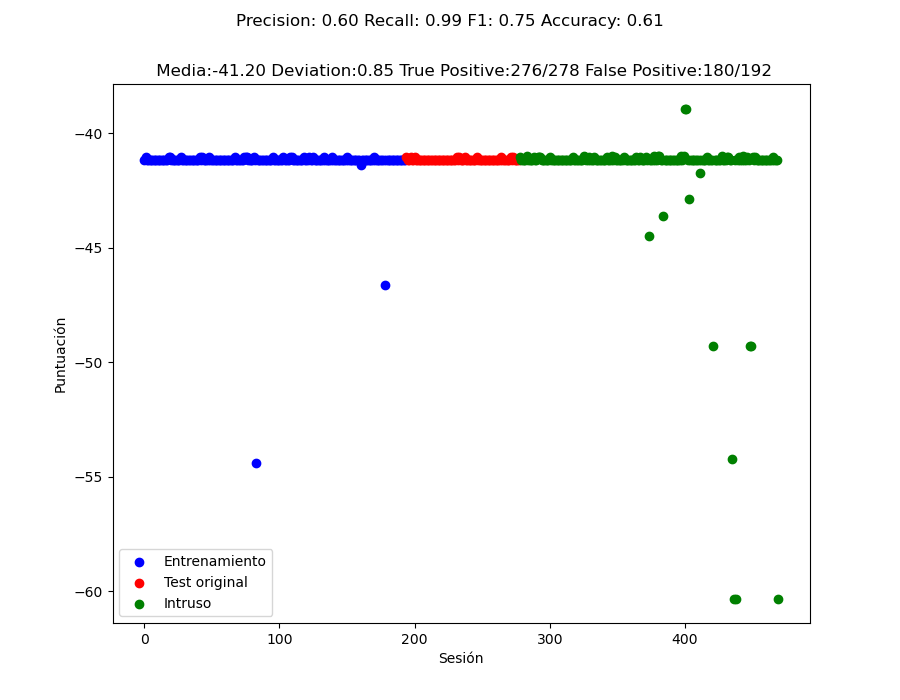 Precision: 0.60 Recall: 0.99 F1: 0.75 Accuracy: 0.61
Media:-41.20 Deviation:0.85 True Positive:276/278 False Positive:180/192
Puntuación
−40
−45
−50
−55
−60
Entrenamiento
Test original
Intruso
0 100 200 300 400
Sesión